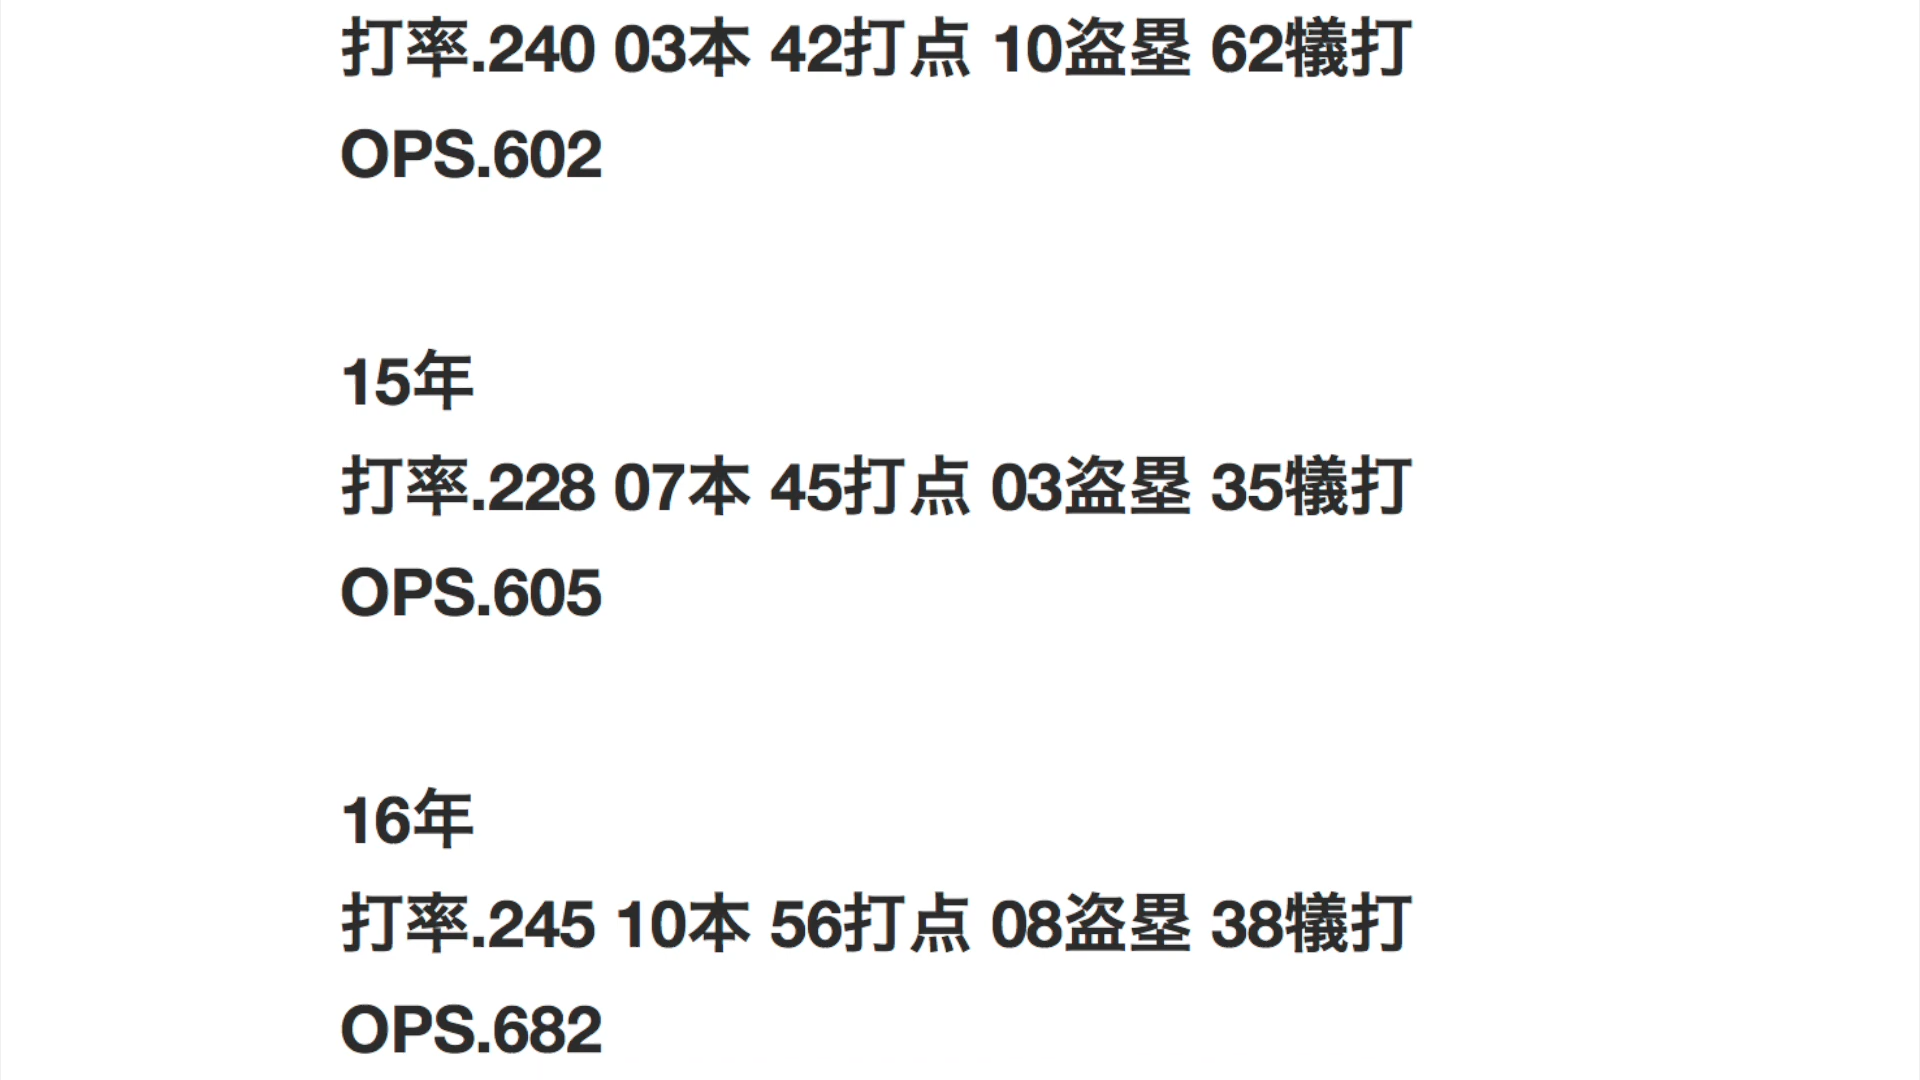 打率.240 03本 42打点 10盗塁 62犠打
OPS.602
15年
打率.228 07本 45打点 03盗塁 35犠打
OPS.605
16年
打率.245 10本 56打点 08盗塁 38犠打
OPS.682